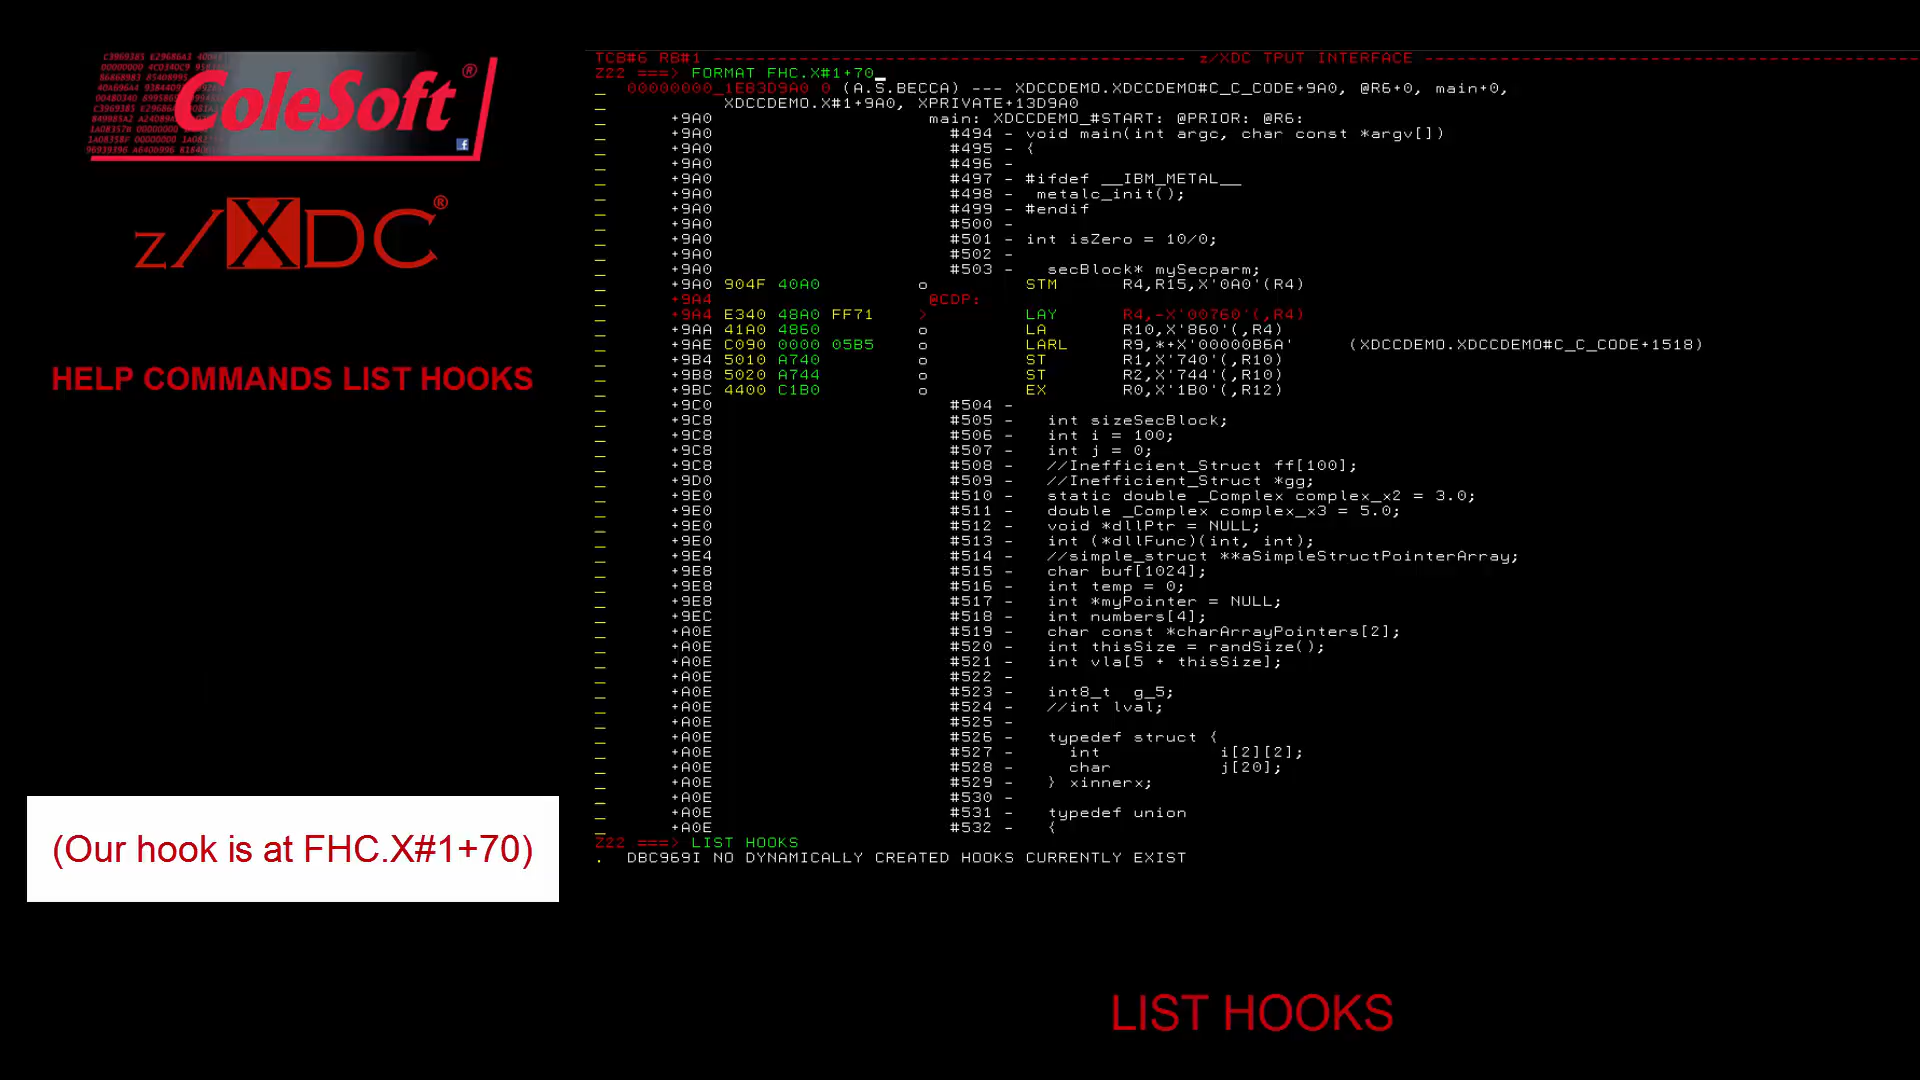 ColeSoft®
z/XDC®
HELP COMMANDS LIST HOOKS
(Our hook is at FHC.X#1+70)
TCB#6 RB#1 z/XDC TPUT INTERFACE
Z22 ===> FORMAT FHC.X#1+70_
_ 00000000_1EB3D9A0 0 (A.S.BECCA) --- XDCCDEMO.XDCCDEMO#C_C_CODE+9A0, @R6+0, main+0,
XDCCDEMO.X#1+9A0, XPRIVATE+13D9A0
_ +9A0 main: XDCCDEMO_#START: @PRIOR: @R6:
_ +9A0 #494 - void main(int argc, char const *argv[])
_ +9A0 #495 - {
_ +9A0 #496 -
_ +9A0 #497 - #ifdef __IBM_METAL__
_ +9A0 #498 - metalc_init();
_ +9A0 #499 - #endif
_ +9A0 #500 -
_ +9A0 #501 - int isZero = 10/0;
_ +9A0 #502 -
_ +9A0 #503 - secBlock* mySecparm;
_ +9A0 904F 40A0 o STM R4,R15,X'0A0'(R4)
_ +9A4 @CDP:
_ +9A4 E340 48A0 FF71 > LAY R4,-X'00760'(,R4)
_ +9AA 41A0 4860 o LA R10,X'860'(,R4)
_ +9AE C090 0000 05B5 o LARL R9,*+X'00000B6A' (XDCCDEMO.XDCCDEMO#C_C_CODE+1518)
_ +9B4 5010 A740 o ST R1,X'740'(,R10)
_ +9B8 5020 A744 o ST R2,X'744'(,R10)
_ +9BC 4400 C1B0 o EX R0,X'1B0'(,R12)
_ +9C0 #504 -
_ +9C8 #505 - int sizeSecBlock;
_ +9C8 #506 - int i = 100;
_ +9C8 #507 - int j = 0;
_ +9C8 #508 - //Inefficient_Struct ff[100];
_ +9D0 #509 - //Inefficient_Struct *gg;
_ +9E0 #510 - static double _Complex complex_x2 = 3.0;
_ +9E0 #511 - double _Complex complex_x3 = 5.0;
_ +9E0 #512 - void *dllPtr = NULL;
_ +9E0 #513 - int (*dllFunc)(int, int);
_ +9E4 #514 - //simple_struct **aSimpleStructPointerArray;
_ +9E8 #515 - char buf[1024];
_ +9E8 #516 - int temp = 0;
_ +9E8 #517 - int *myPointer = NULL;
_ +9EC #518 - int numbers[4];
_ +A0E #519 - char const *charArrayPointers[2];
_ +A0E #520 - int thisSize = randSize();
_ +A0E #521 - int vla[5 + thisSize];
_ +A0E #522 -
_ +A0E #523 - int8_t g_5;
_ +A0E #524 - //int lval;
_ +A0E #525 -
_ +A0E #526 - typedef struct {
_ +A0E #527 - int i[2][2];
_ +A0E #528 - char j[20];
_ +A0E #529 - } xinnerx;
_ +A0E #530 -
_ +A0E #531 - typedef union
_ +A0E #532 - {
Z22 ===> LIST HOOKS
. DBC969I NO DYNAMICALLY CREATED HOOKS CURRENTLY EXIST
LIST HOOKS